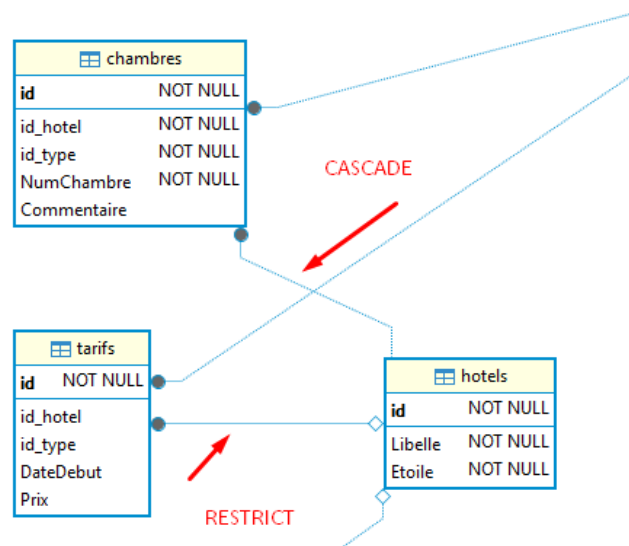 chambres
id NOT NULL
id_hotel NOT NULL
id_type NOT NULL
NumChambre NOT NULL
Commentaire
CASCADE
tarifs
id NOT NULL
id_hotel
id_type
DateDebut
Prix
hotels
id NOT NULL
Libelle NOT NULL
Etoile NOT NULL
RESTRICT